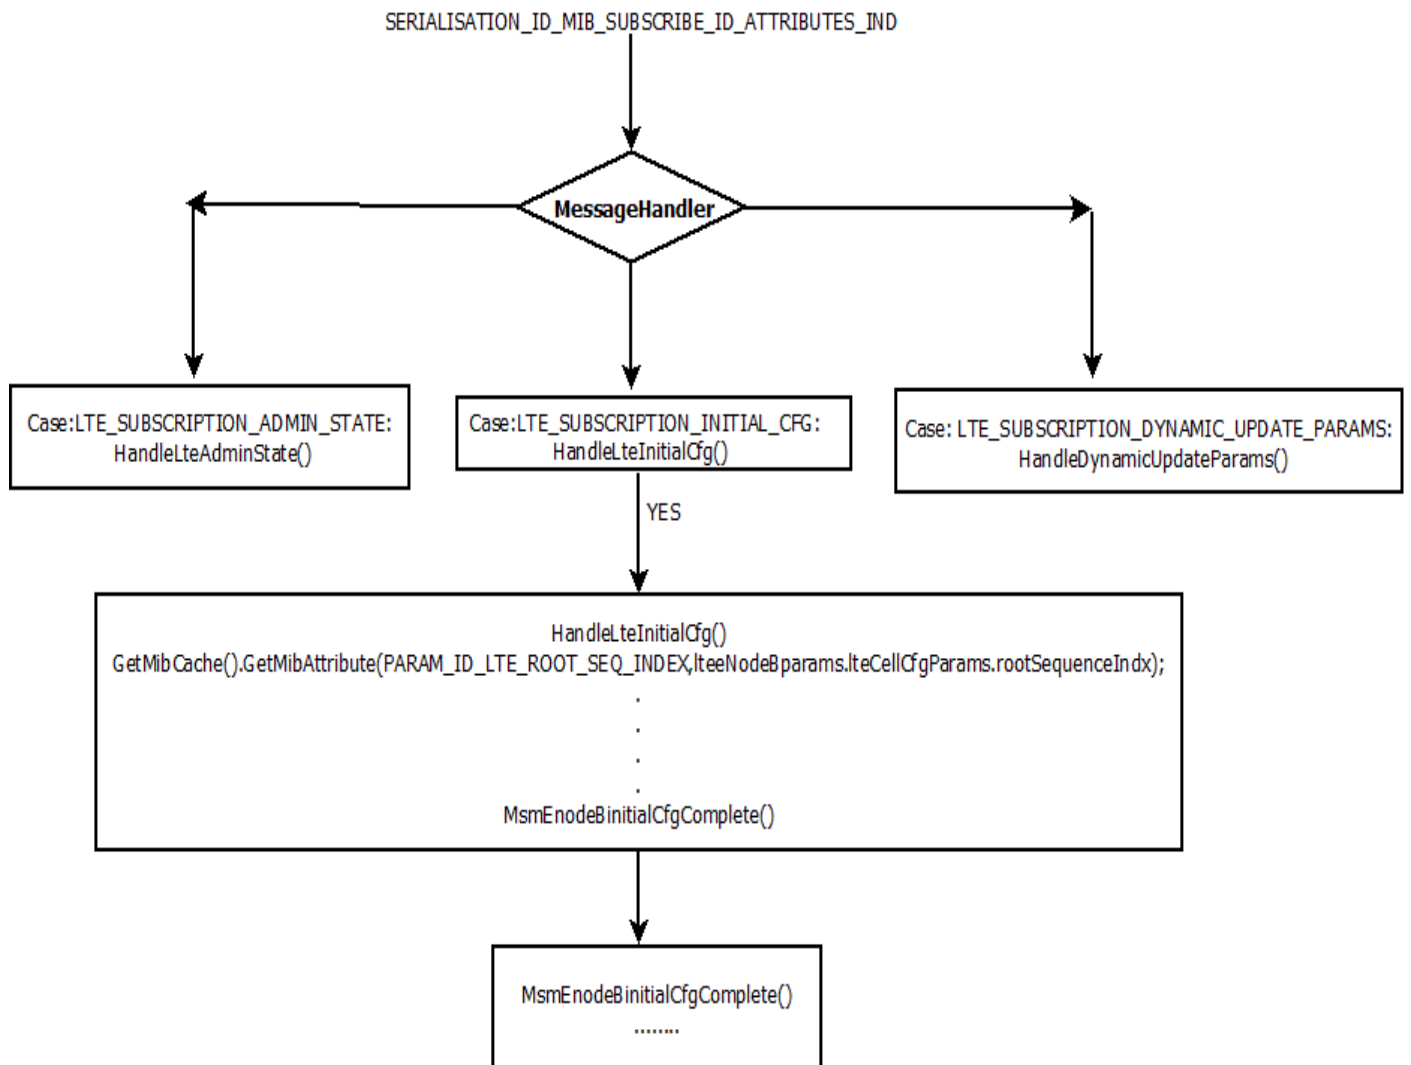 SERIALISATION_ID_MIB_SUBSCRIBE_ID_ATTRIBUTES_IND
MessageHandler
Case:LTE_SUBSCRIPTION_ADMIN_STATE:
HandleLteAdminState()
Case:LTE_SUBSCRIPTION_INITIAL_CFG:
HandleLteInitialCfg()
Case: LTE_SUBSCRIPTION_DYNAMIC_UPDATE_PARAMS:
HandleDynamicUpdateParams()
YES
HandleLteInitialCfg()
GetMibCache().GetMibAttribute(PARAM_ID_LTE_ROOT_SEQ_INDEX,lteeNodeBparams.lteCellCfgParams.rootSequenceIndx);
.
.
.
.
MsmEnodeBinitialCfgComplete()
MsmEnodeBinitialCfgComplete()
........